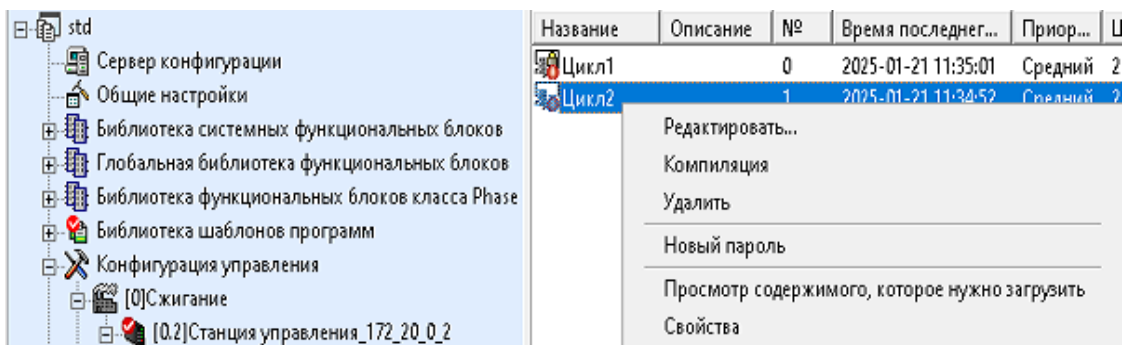 std
Сервер конфигурации
Общие настройки
Библиотека системных функциональных блоков
Глобальная библиотека функциональных блоков
Библиотека функциональных блоков класса Phase
Библиотека шаблонов программ
Конфигурация управления
[0]Сжигание
[0.2]Станция управления_172_20_0_2
Название Описание № Время последнег... Приор... Ц
Цикл1 0 2025-01-21 11:35:01 Средний 2
Цикл2 1 2025-01-21 11:34:52 Средний 2
Редактировать...
Компиляция
Удалить
Новый пароль
Просмотр содержимого, которое нужно загрузить
Свойства